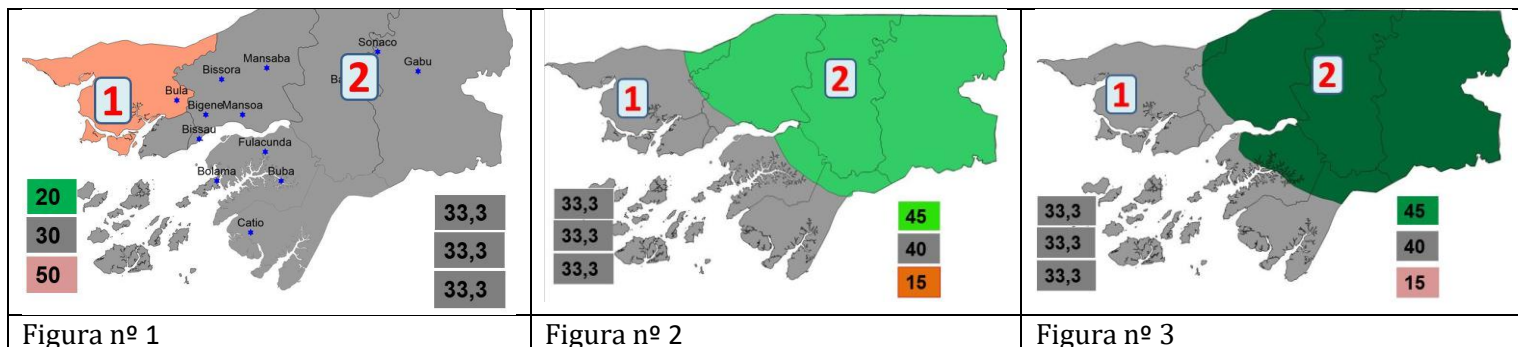 Sonaco
Mansaba
Gabu
Bissora
Ba
1
2
Bula
Bigene
Mansoa
Bissau
Fulacunda
Bolama
Buba
Catio
20
30
50
33,3
33,3
33,3
Figura nº 1
1
2
33,3
33,3
33,3
45
40
15
Figura nº 2
1
2
33,3
33,3
33,3
45
40
15
Figura nº 3